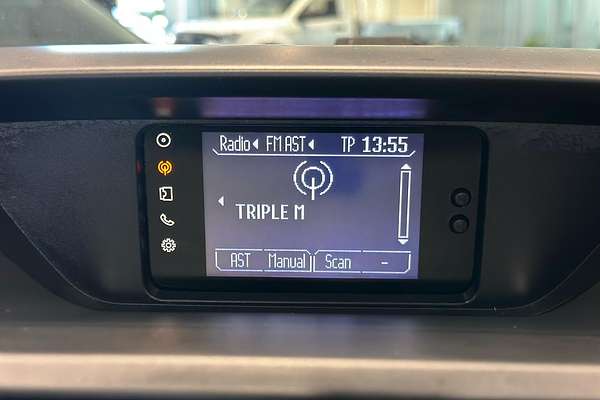 Radio FM AST TP 13:55
TRIPLE M
AST Manual Scan -